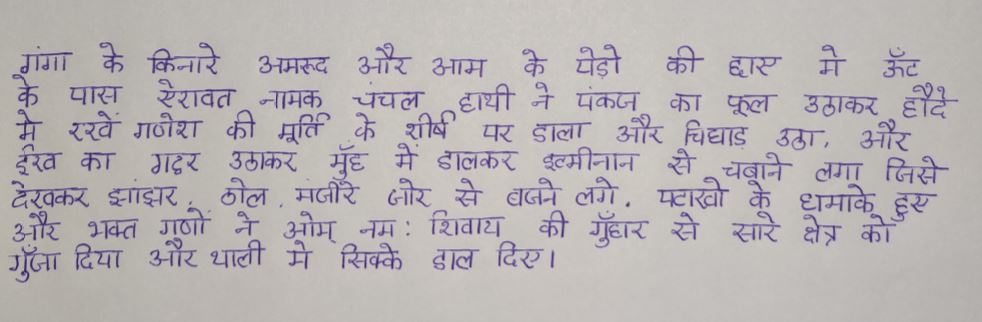 गंगा के किनारे अमरूद और आम के पेड़ो की छास मे ऊँट
के पास ऐरावत नामक चंचल हाथी ने पंकज का फूल उठाकर हौदे
मे रखें गणेश की मूर्ति के शीर्ष पर डाला और चिघाड़ उठा, और
ईख का गट्ठर उठाकर मुँह में डालकर इत्मीनान से चबाने लगा जिसे
देखकर झांझर, ढोल, मंजीरे जोर से बजने लगे, पटाखो के धमाके हुए
और भक्त गणों ने ओम् नम: शिवाय की गुँहार से सारे क्षेत्र को
गुँजा दिया और थाली मे सिक्के डाल दिए।